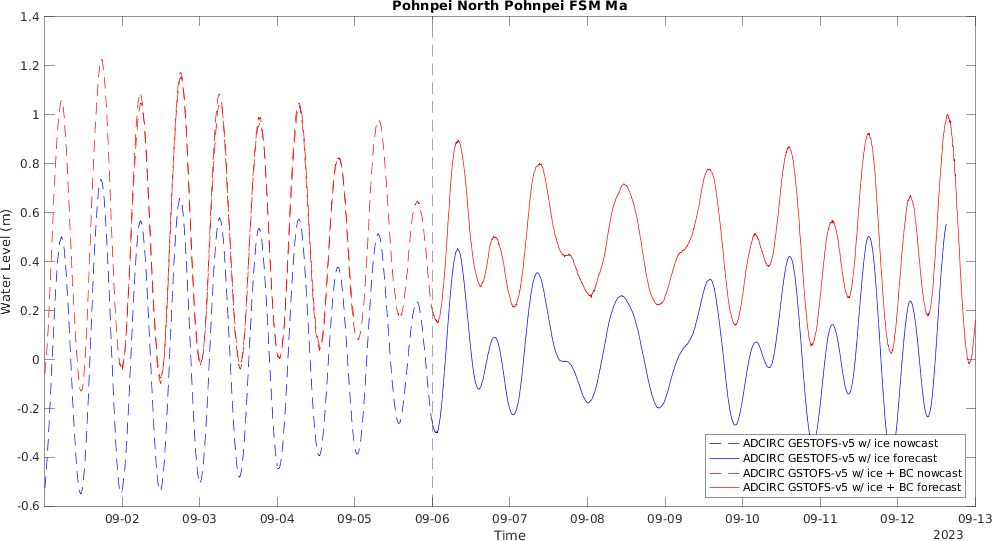 Pohnpei North Pohnpei FSM Ma
Water Level (m)
1.4
1.2
1
0.8
0.6
0.4
0.2
0
-0.2
-0.4
-0.6
ADCIRC GESTOFS-v5 w/ ice nowcast
ADCIRC GESTOFS-v5 w/ ice forecast
ADCIRC GSTOFS-v5 w/ ice + BC nowcast
ADCIRC GSTOFS-v5 w/ ice + BC forecast
09-02 09-03 09-04 09-05 09-06 09-07 09-08 09-09 09-10 09-11 09-12 09-13
Time
2023